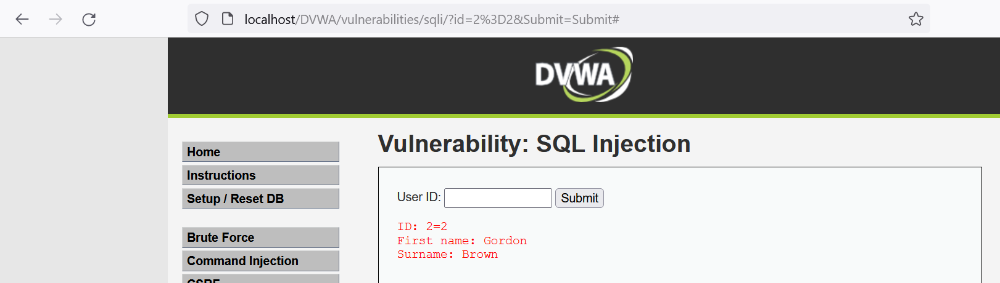 localhost/DVWA/vulnerabilities/sqli/?id=2%3D2&Submit=Submit#
DVWA
Home
Instructions
Setup / Reset DB
Brute Force
Command Injection
CSRF
Vulnerability: SQL Injection
User ID: Submit
ID: 2=2
First name: Gordon
Surname: Brown